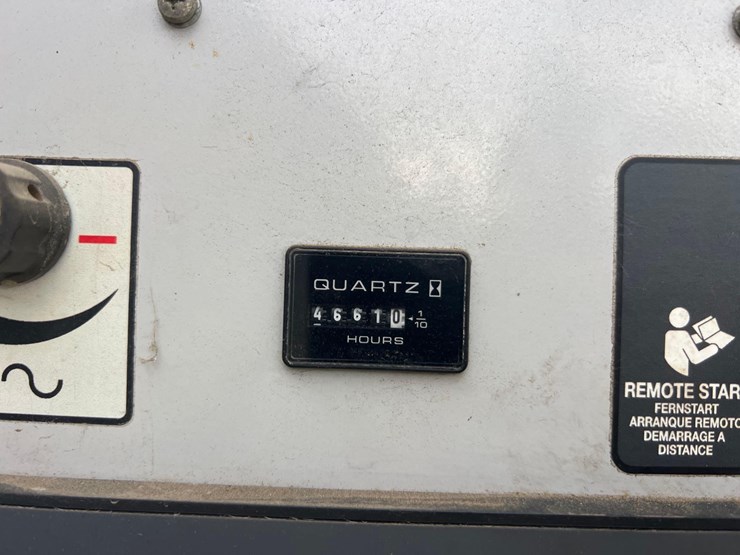 QUARTZ
46610 1/10
HOURS
REMOTE STAR
FERNSTART
ARRANQUE REMOTO
DEMARRAGE A
DISTANCE